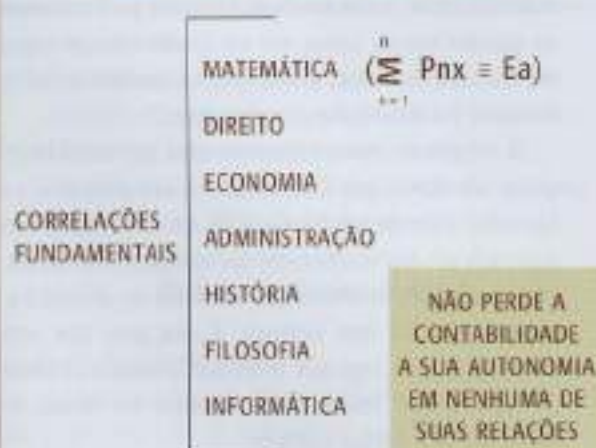 n
MATEMÁTICA (Σ Pnx ≡ Ea)
n=1
DIREITO
ECONOMIA
CORRELAÇÕES
FUNDAMENTAIS
ADMINISTRAÇÃO
HISTÓRIA
FILOSOFIA
INFORMÁTICA
NÃO PERDE A
CONTABILIDADE
A SUA AUTONOMIA
EM NENHUMA DE
SUAS RELAÇÕES